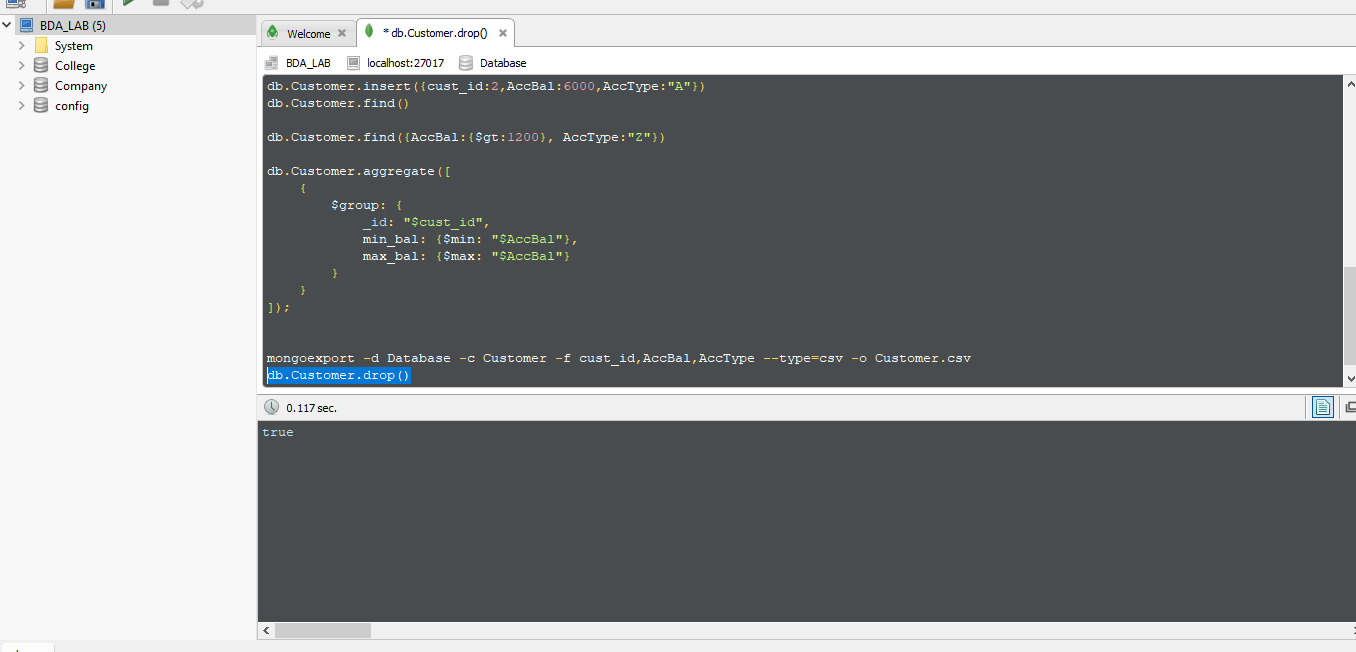 BDA_LAB (5)
System
College
Company
config
Welcome
* db.Customer.drop()
BDA_LAB localhost:27017 Database
db.Customer.insert({cust_id:2,AccBal:6000,AccType:"A"})
db.Customer.find()
db.Customer.find({AccBal:{$gt:1200}, AccType:"Z"})
db.Customer.aggregate([
{
$group: {
_id: "$cust_id",
min_bal: {$min: "$AccBal"},
max_bal: {$max: "$AccBal"}
}
}
]);
mongoexport -d Database -c Customer -f cust_id,AccBal,AccType --type=csv -o Customer.csv
db.Customer.drop()
0.117 sec.
true